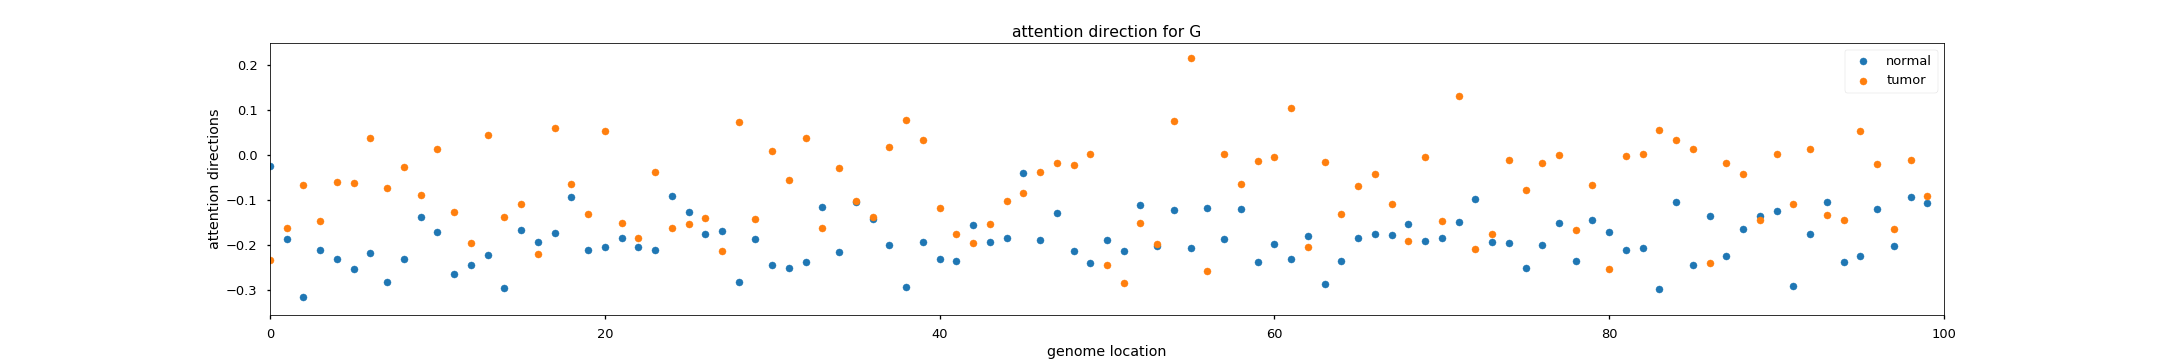 attention direction for G
0.2
0.1
0.0
−0.1
−0.2
−0.3
attention directions
normal
tumor
0 20 40 60 80 100
genome location